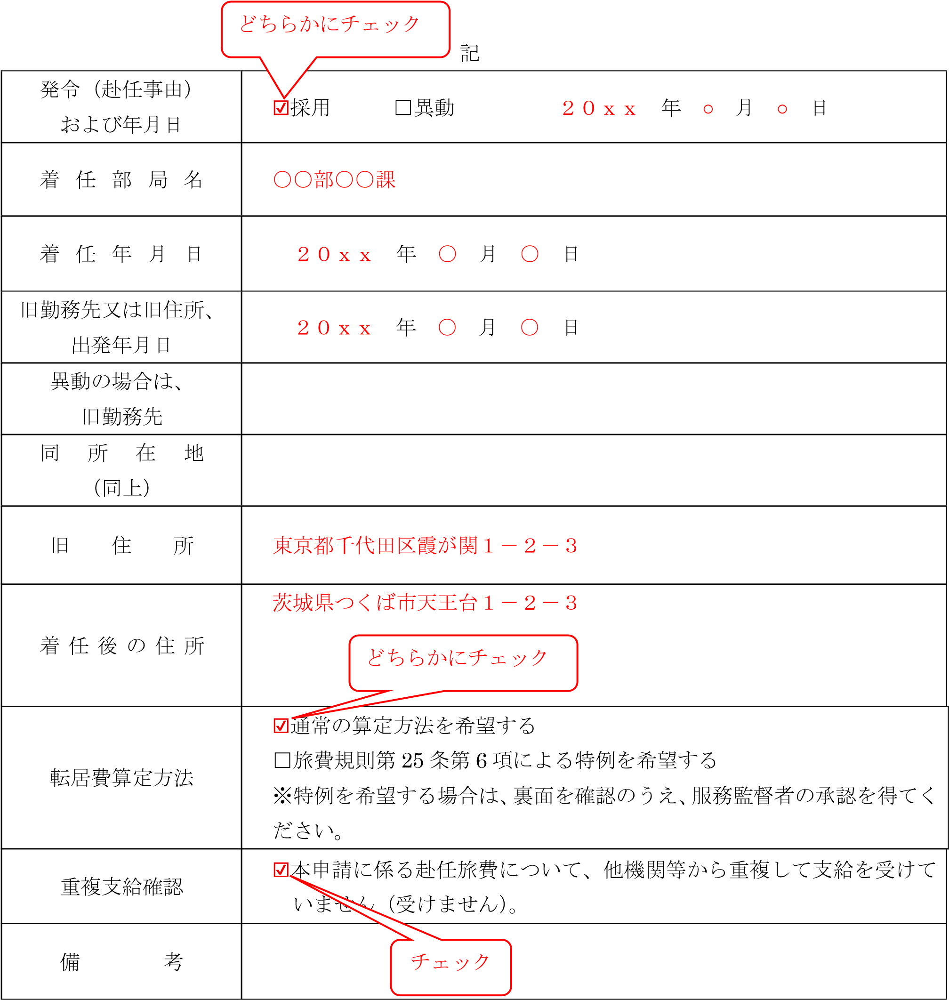 どちらかにチェック
記
発令（赴任事由）
および年月日
☑採用　□異動　２０ｘｘ　年　○　月　○　日
着任部局名
○○部○○課
着任年月日
２０ｘｘ　年　○　月　○　日
旧勤務先又は旧住所、
出発年月日
２０ｘｘ　年　○　月　○　日
異動の場合は、
旧勤務先
同所在地
（同上）
旧住所
東京都千代田区霞が関１－２－３
着任後の住所
茨城県つくば市天王台１－２－３
どちらかにチェック
転居費算定方法
☑通常の算定方法を希望する
□旅費規則第 25 条第 6 項による特例を希望する
※特例を希望する場合は、裏面を確認のうえ、服務監督者の承認を得てく
ださい。
重複支給確認
☑本申請に係る赴任旅費について、他機関等から重複して支給を受けて
いません（受けません）。
備考
チェック